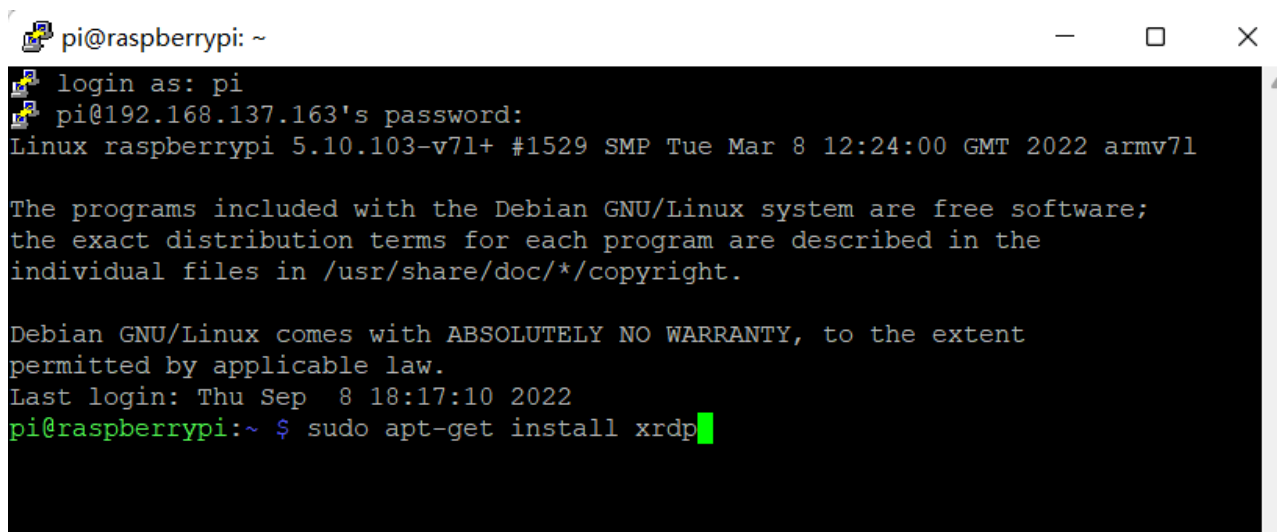 pi@raspberrypi: ~
login as: pi
pi@192.168.137.163's password:
Linux raspberrypi 5.10.103-v7l+ #1529 SMP Tue Mar 8 12:24:00 GMT 2022 armv7l
The programs included with the Debian GNU/Linux system are free software;
the exact distribution terms for each program are described in the
individual files in /usr/share/doc/*/copyright.
Debian GNU/Linux comes with ABSOLUTELY NO WARRANTY, to the extent
permitted by applicable law.
Last login: Thu Sep  8 18:17:10 2022
pi@raspberrypi:~ $ sudo apt-get install xrdp